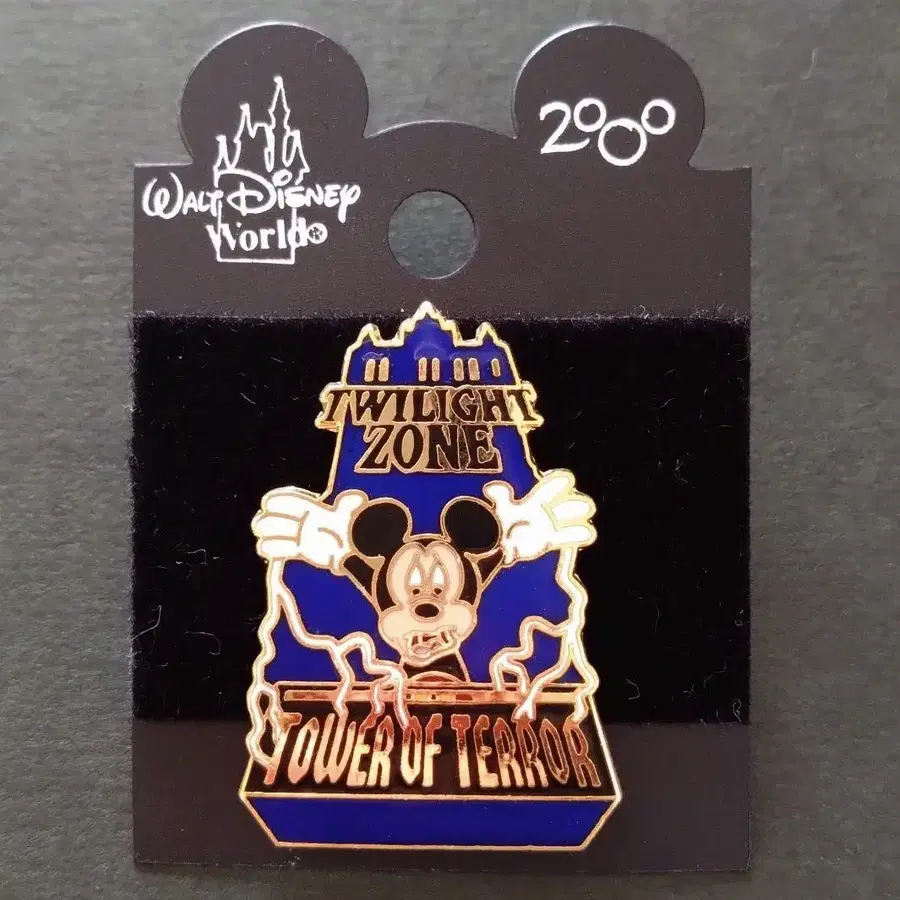 Walt Disney
World®
2000
TWILIGHT
ZONE
TOWER OF TERROR